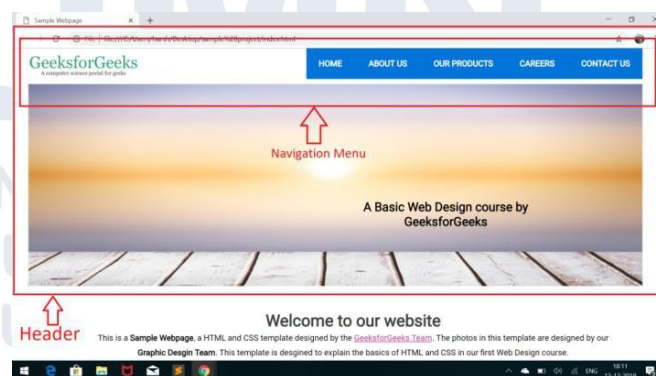 Sample Webpage
GeeksforGeeks
A computer science portal for geeks
HOME ABOUT US OUR PRODUCTS CAREERS CONTACT US
Navigation Menu
A Basic Web Design course by
GeeksforGeeks
Header
Welcome to our website
This is a Sample Webpage, a HTML and CSS template designed by the GeeksforGeeks Team. The photos in this template are designed by our
Graphic Desgin Team. This template is desgined to explain the basics of HTML and CSS in our first Web Design course.
ENG
18:11